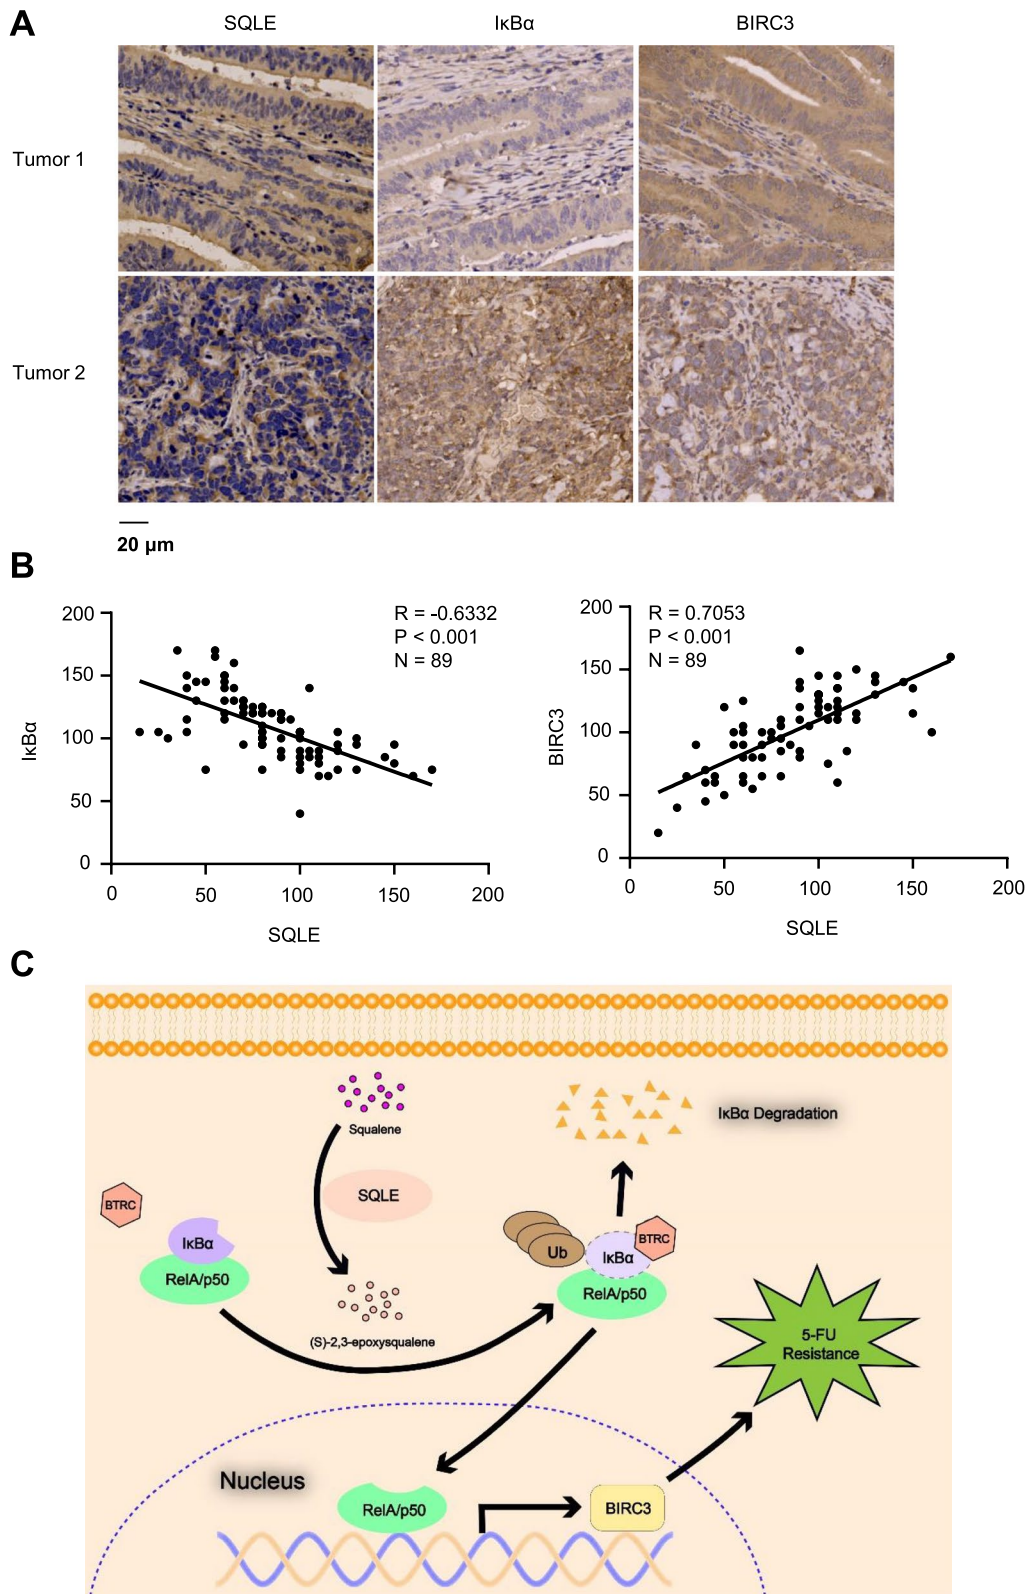 A
SQLE
IκBα
BIRC3
Tumor 1
Tumor 2
20 μm
B
200
150
100
50
0
IκBα
R = -0.6332
P < 0.001
N = 89
0
50
100
150
200
SQLE
200
150
100
50
0
BIRC3
R = 0.7053
P < 0.001
N = 89
0
50
100
150
200
SQLE
C
Squalene
IκBα Degradation
SQLE
BTRC
IκBα
RelA/p50
Ub
IκBα
BTRC
RelA/p50
(S)-2,3-epoxysqualene
5-FU
Resistance
Nucleus
RelA/p50
BIRC3